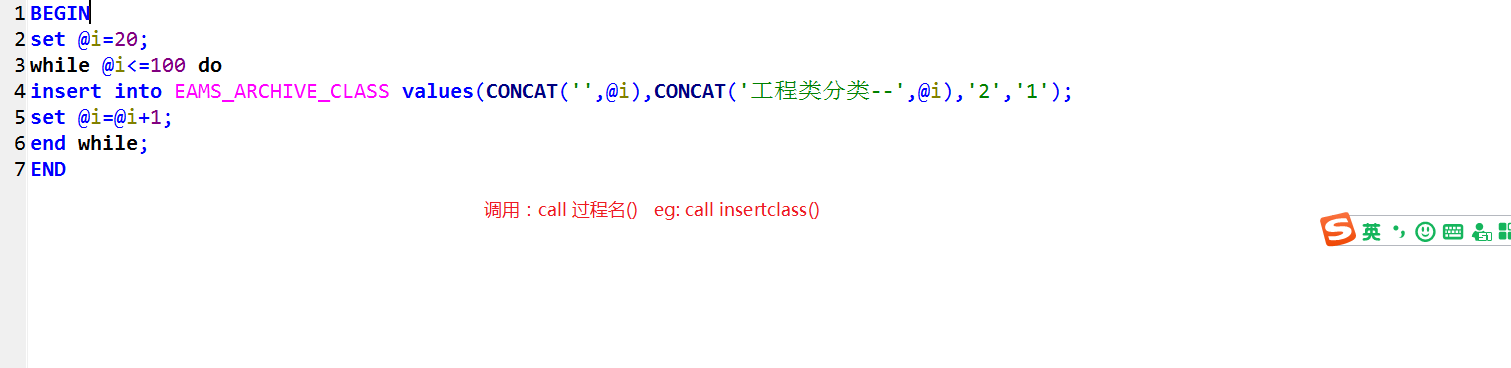 1 BEGIN
2 set @i=20;
3 while @i<=100 do
4 insert into EAMS_ARCHIVE_CLASS values(CONCAT('',@i),CONCAT('工程类分类--',@i),'2','1');
5 set @i=@i+1;
6 end while;
7 END
调用：call 过程名()   eg: call insertclass()
S 英